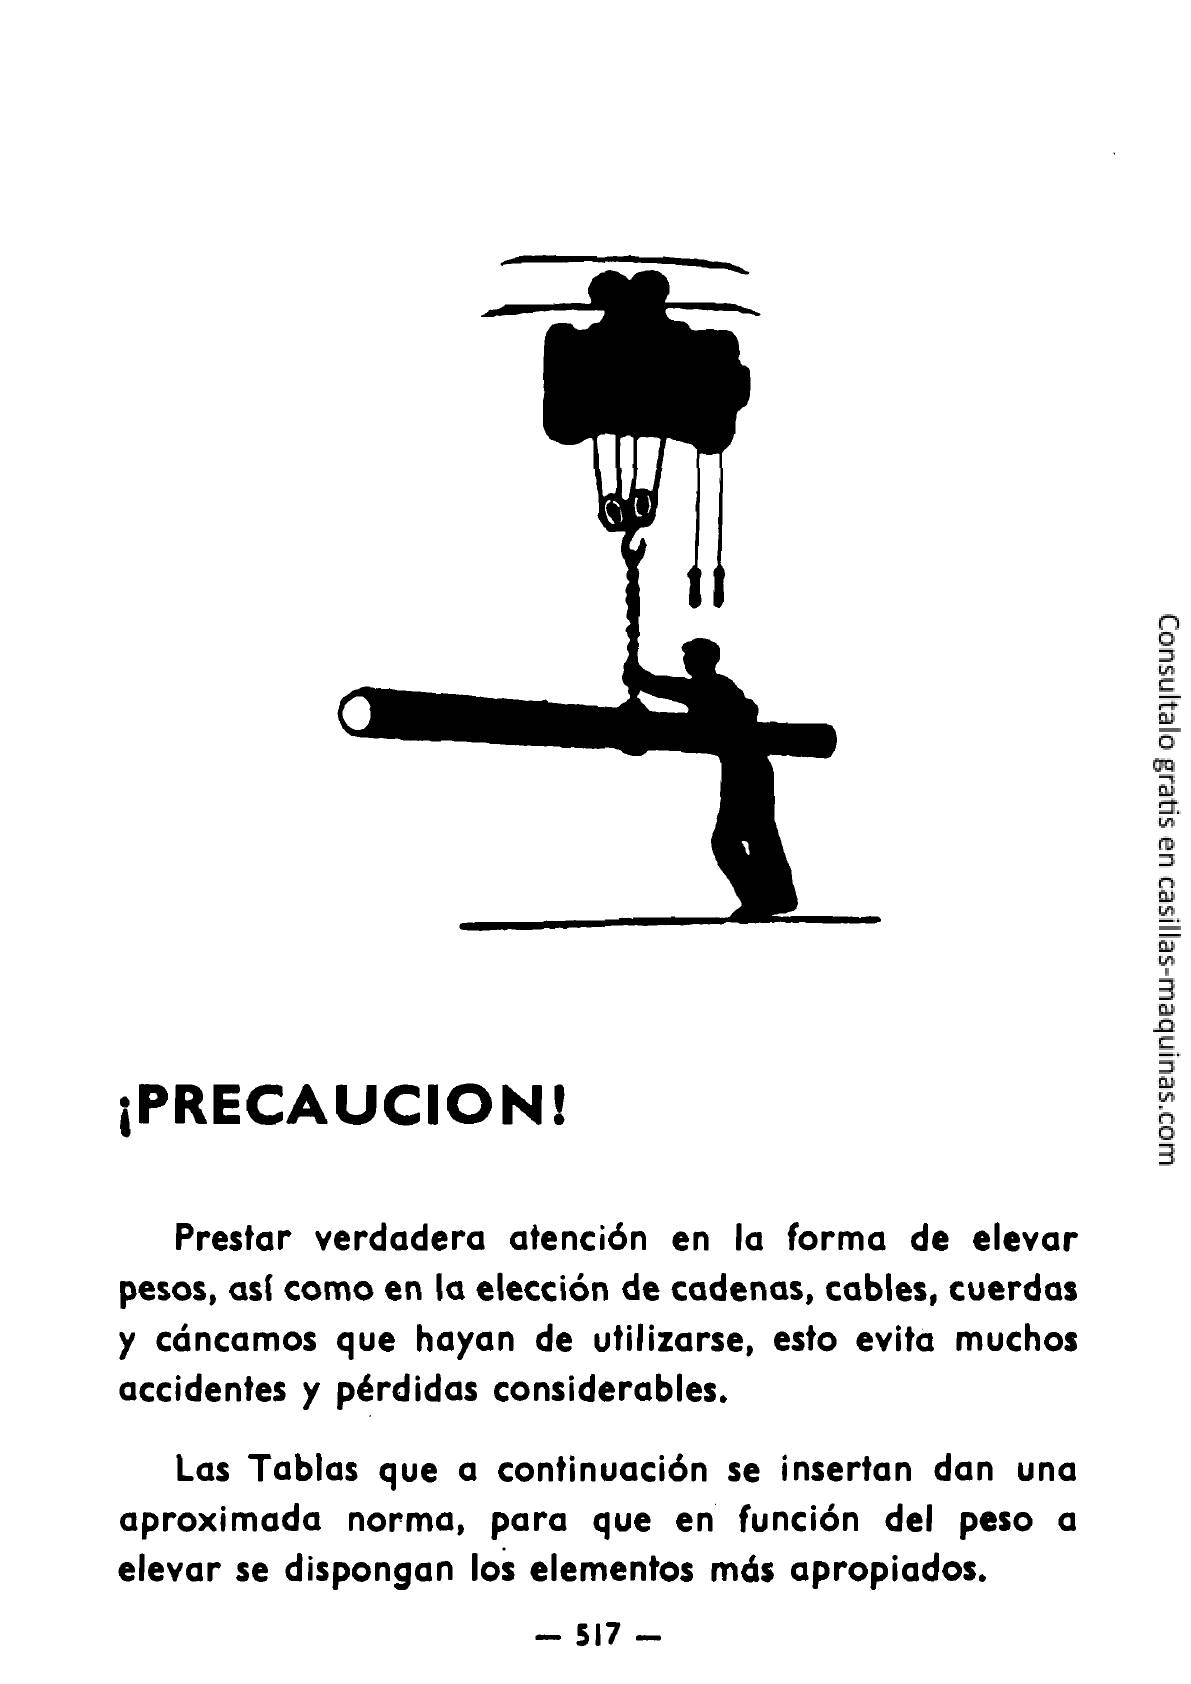 ¡PRECAUCION!
Prestar verdadera atención en la forma de elevar
pesos, así como en la elección de cadenas, cables, cuerdas
y cáncamos que hayan de utilizarse, esto evita muchos
accidentes y pérdidas considerables.
Las Tablas que a continuación se insertan dan una
aproximada norma, para que en función del peso a
elevar se dispongan los elementos más apropiados.
— 517 —
Consultalo gratis en casillas-maquinas.com